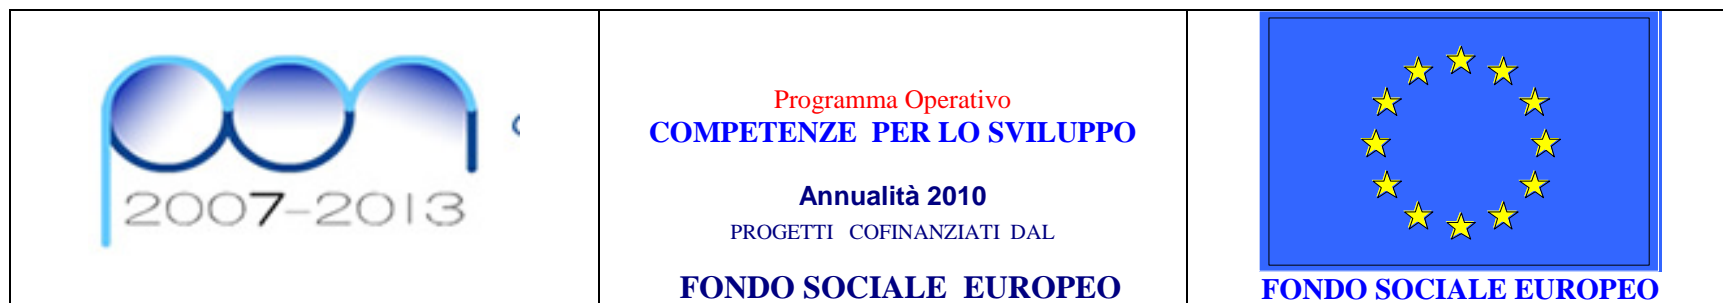 pon
2007-2013
Programma Operativo
COMPETENZE PER LO SVILUPPO
Annualità 2010
PROGETTI COFINANZIATI DAL
FONDO SOCIALE EUROPEO
FONDO SOCIALE EUROPEO